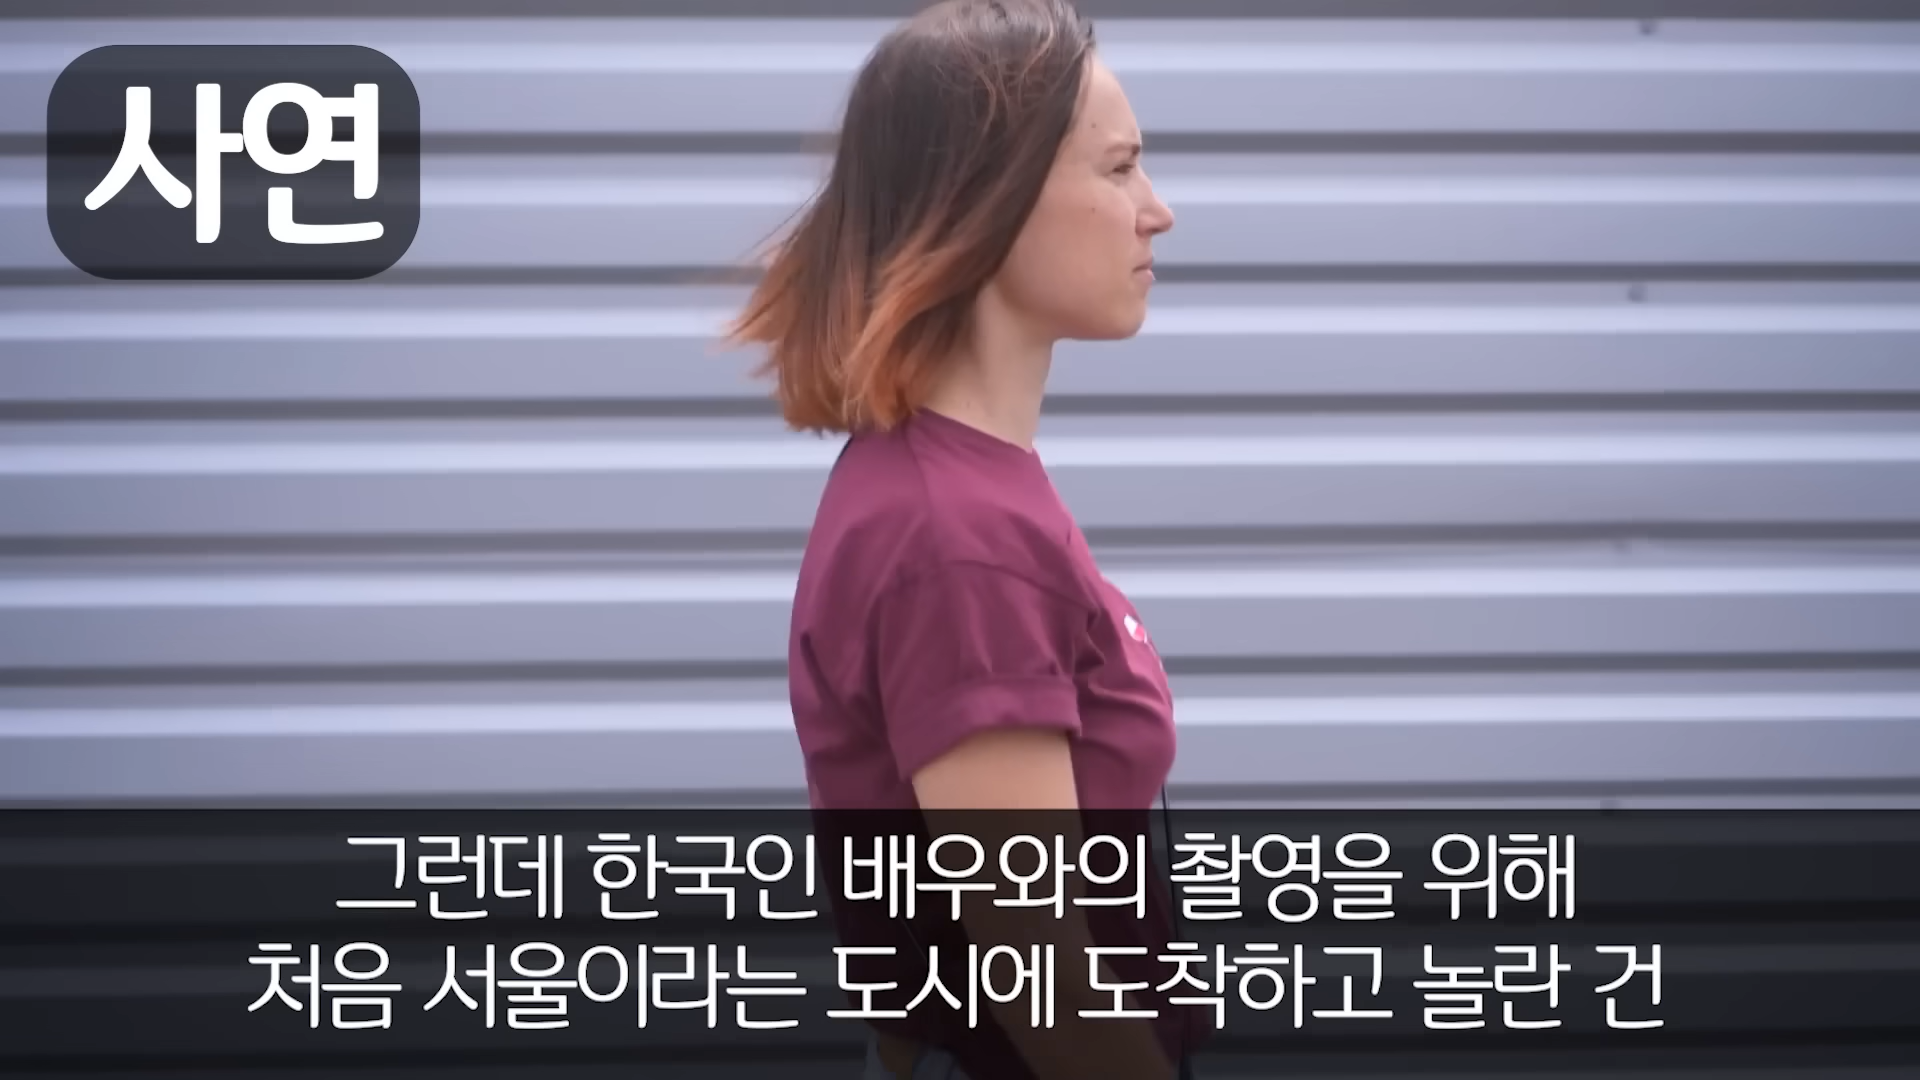 사연
그런데 한국인 배우와의 촬영을 위해
처음 서울이라는 도시에 도착하고 놀란 건